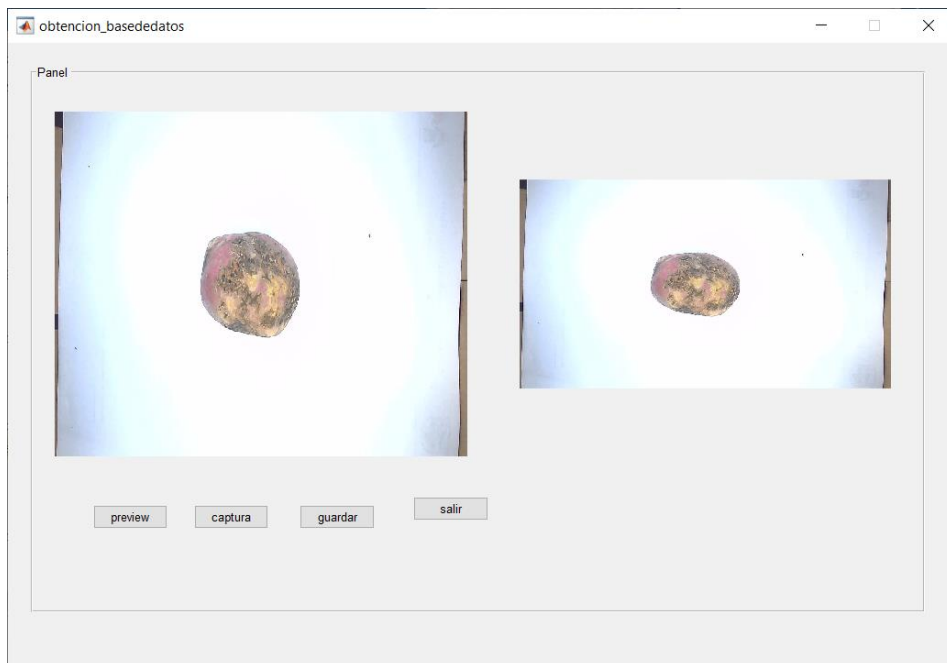 obtencion_basededatos
Panel
preview
captura
guardar
salir